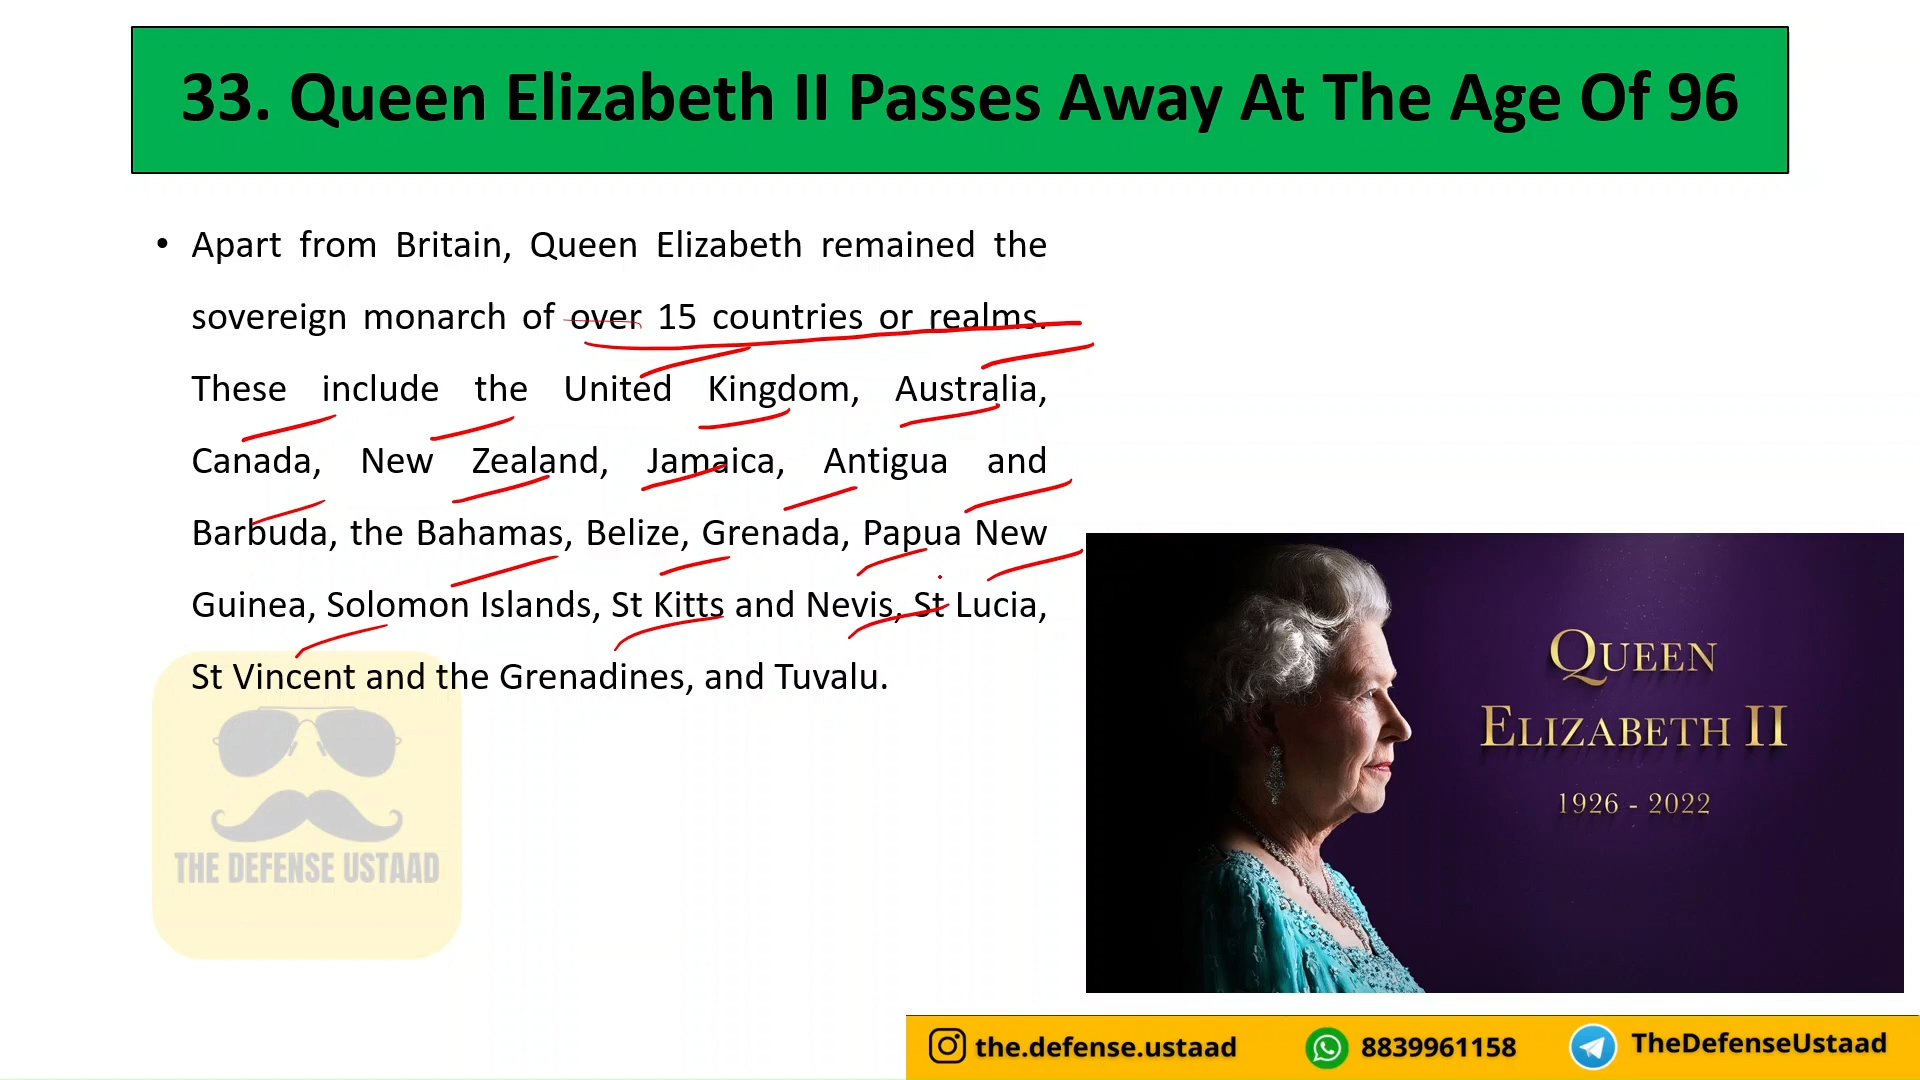 33. Queen Elizabeth II Passes Away At The Age Of 96
• Apart from Britain, Queen Elizabeth remained the
sovereign monarch of over 15 countries or realms.
These include the United Kingdom, Australia,
Canada, New Zealand, Jamaica, Antigua and
Barbuda, the Bahamas, Belize, Grenada, Papua New
Guinea, Solomon Islands, St Kitts and Nevis, St Lucia,
St Vincent and the Grenadines, and Tuvalu.
THE DEFENSE USTAAD
QUEEN
ELIZABETH II
1926 - 2022
the.defense.ustaad 8839961158 TheDefenseUstaad